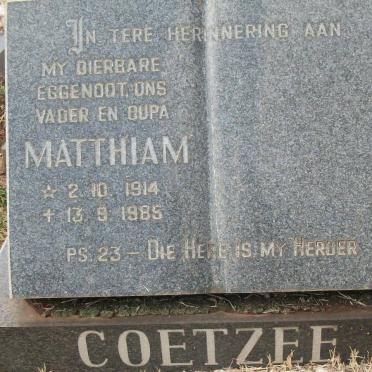 IN TERE HERINNERING AAN
MY DIERBARE
EGGENOOT, ONS
VADER EN OUPA
MATTHIAM
☆ 2. 10. 1914
+ 13. 9. 1985
PS. 23 – DIE HERE IS MY HERDER
COETZEE